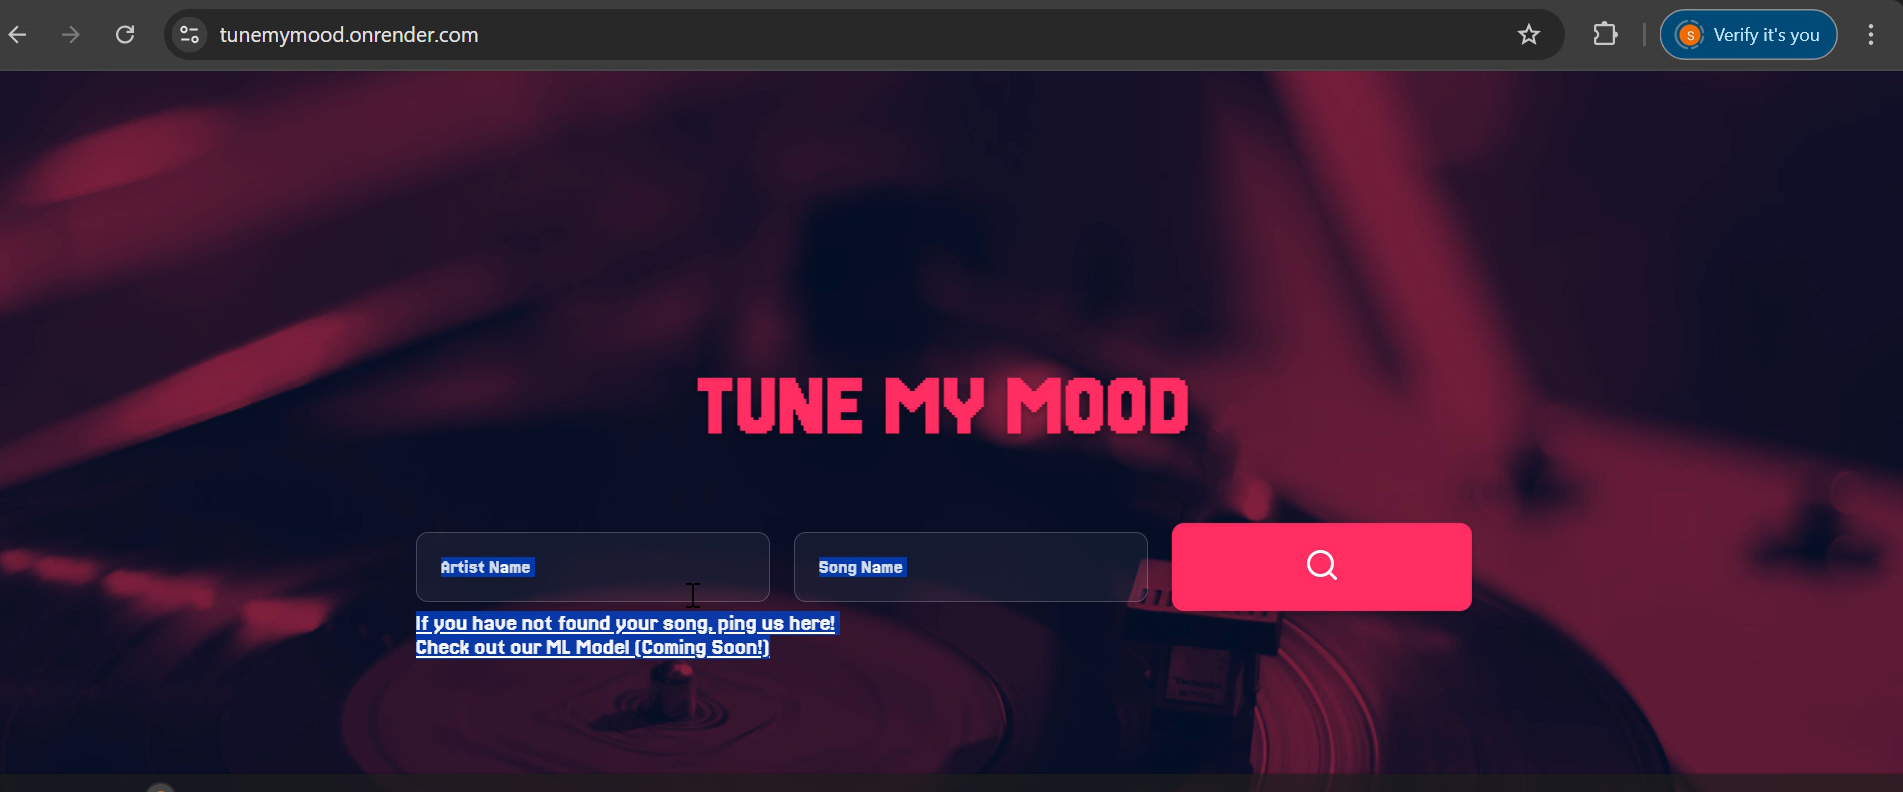 tunemymood.onrender.com
S
Verify it's you
TUNE MY MOOD
Artist Name
Song Name
If you have not found your song, ping us here!
Check out our ML Model (Coming Soon!)
Technics